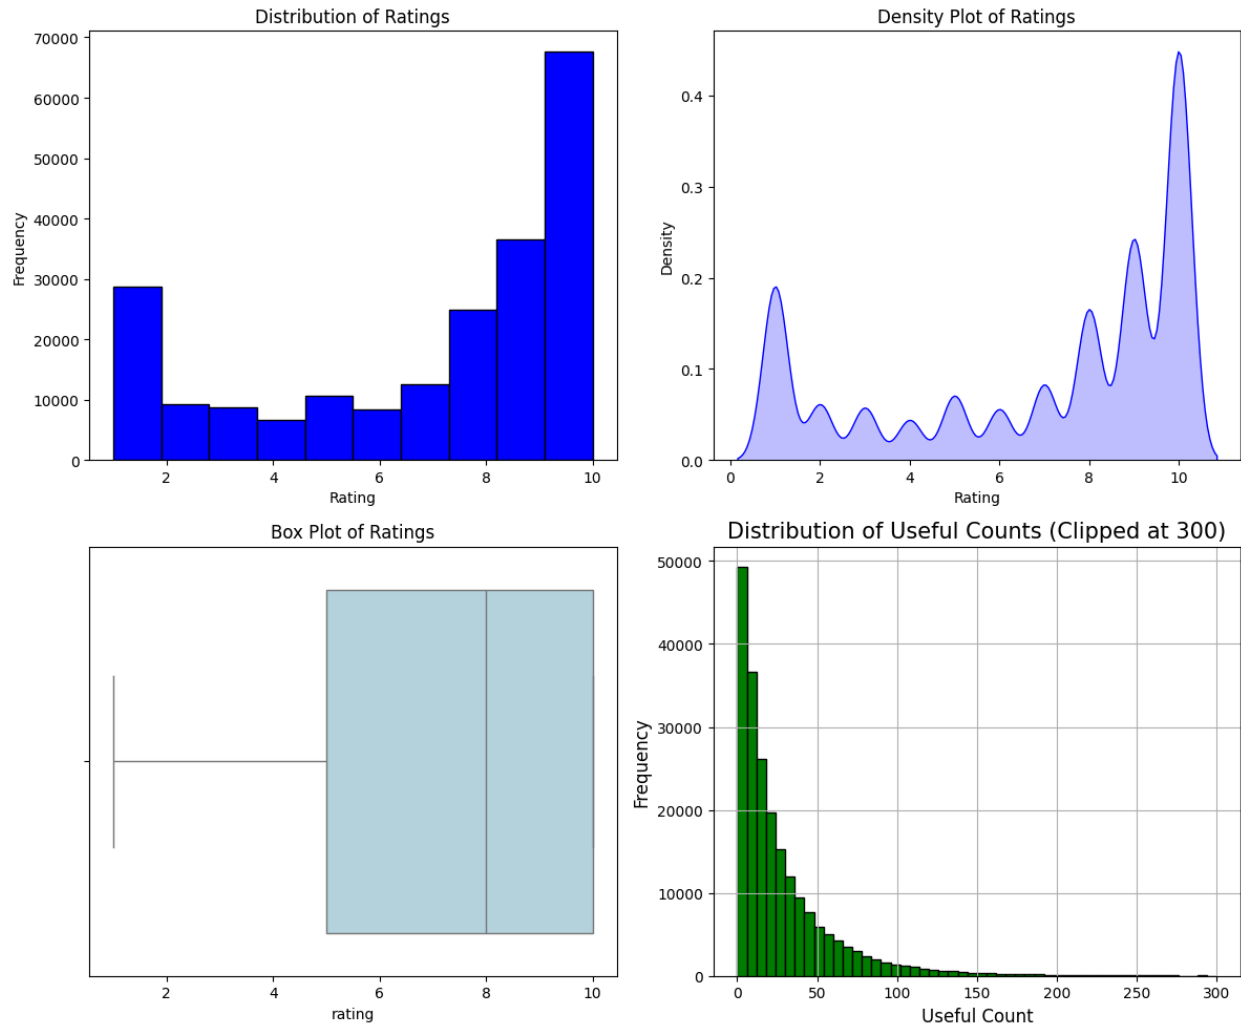 Distribution of Ratings
70000
60000
50000
40000
30000
20000
10000
0
Frequency
2 4 6 8 10
Rating
Density Plot of Ratings
0.4
0.3
0.2
0.1
0.0
Density
0 2 4 6 8 10
Rating
Box Plot of Ratings
2 4 6 8 10
rating
Distribution of Useful Counts (Clipped at 300)
50000
40000
30000
20000
10000
0
Frequency
0 50 100 150 200 250 300
Useful Count